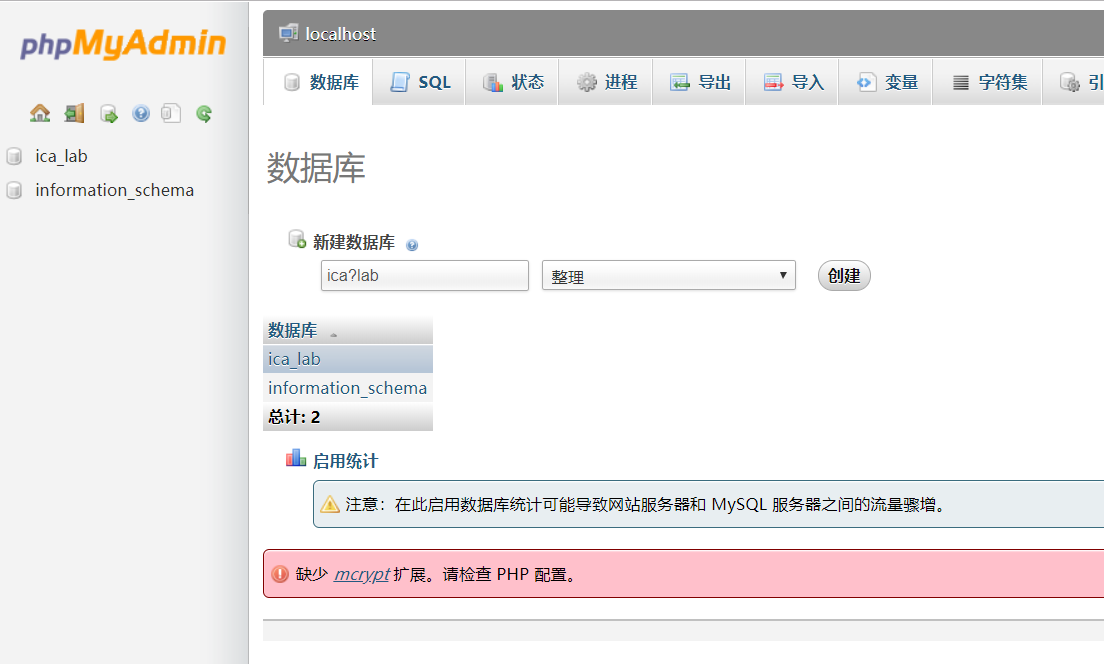 phpMyAdmin
ica_lab
information_schema
localhost
数据库 SQL 状态 进程 导出 导入 变量 字符集
数据库
新建数据库
ica?lab 整理 创建
数据库
ica_lab
information_schema
总计: 2
启用统计
注意：在此启用数据库统计可能导致网站服务器和 MySQL 服务器之间的流量骤增。
缺少 mcrypt 扩展。请检查 PHP 配置。